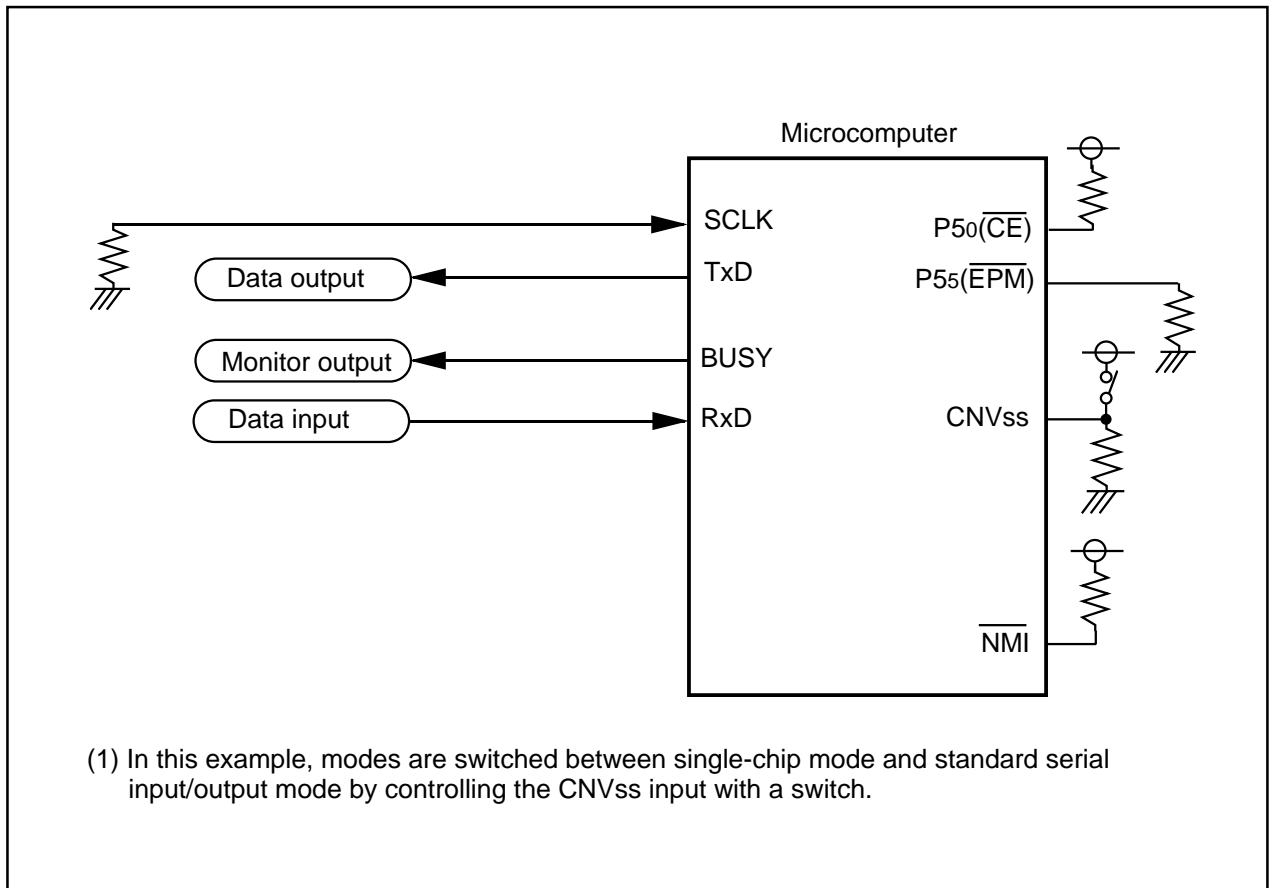 Microcomputer
SCLK
P50(CE)
Data output
TxD
P55(EPM)
Monitor output
BUSY
Data input
RxD
CNVss
NMI
(1) In this example, modes are switched between single-chip mode and standard serial
input/output mode by controlling the CNVss input with a switch.